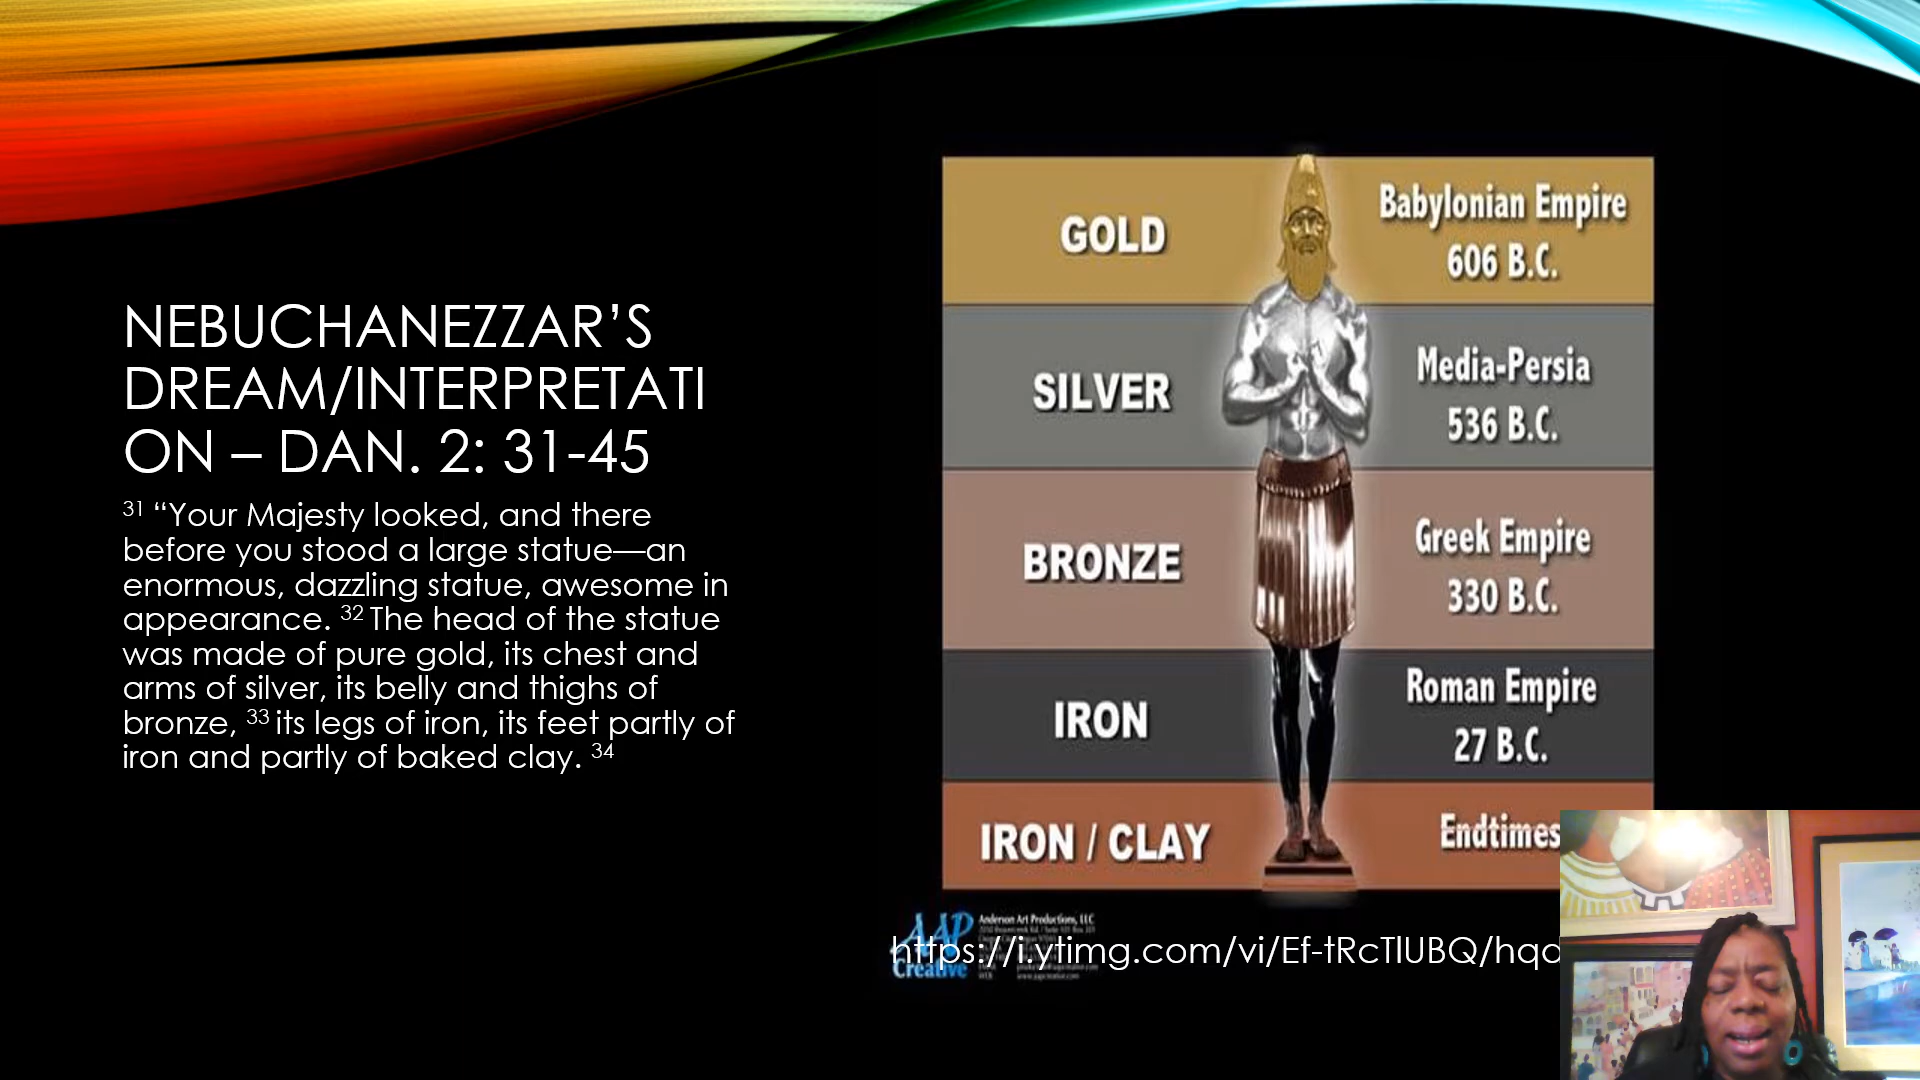 NEBUCHANEZZAR’S
DREAM/INTERPRETATI
ON – DAN. 2: 31-45
31 “Your Majesty looked, and there
before you stood a large statue—an
enormous, dazzling statue, awesome in
appearance. 32 The head of the statue
was made of pure gold, its chest and
arms of silver, its belly and thighs of
bronze, 33 its legs of iron, its feet partly of
iron and partly of baked clay. 34
GOLD
Babylonian Empire
606 B.C.
SILVER
Media-Persia
536 B.C.
BRONZE
Greek Empire
330 B.C.
IRON
Roman Empire
27 B.C.
IRON / CLAY
Endtimes
AAP
Creative
Anderson Art Productions, LLC
https://i.ytimg.com/vi/Ef-tRcTlUBQ/hqd